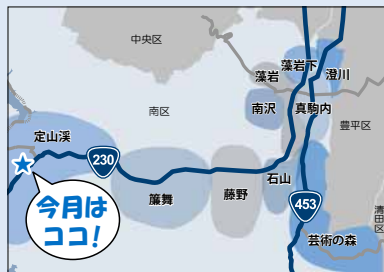 中央区
藻岩下
藻岩
澄川
南区
南沢
真駒内
定山渓
豊平区
230
石山
簾舞
藤野
今月は
ココ！
453
清田区
芸術の森